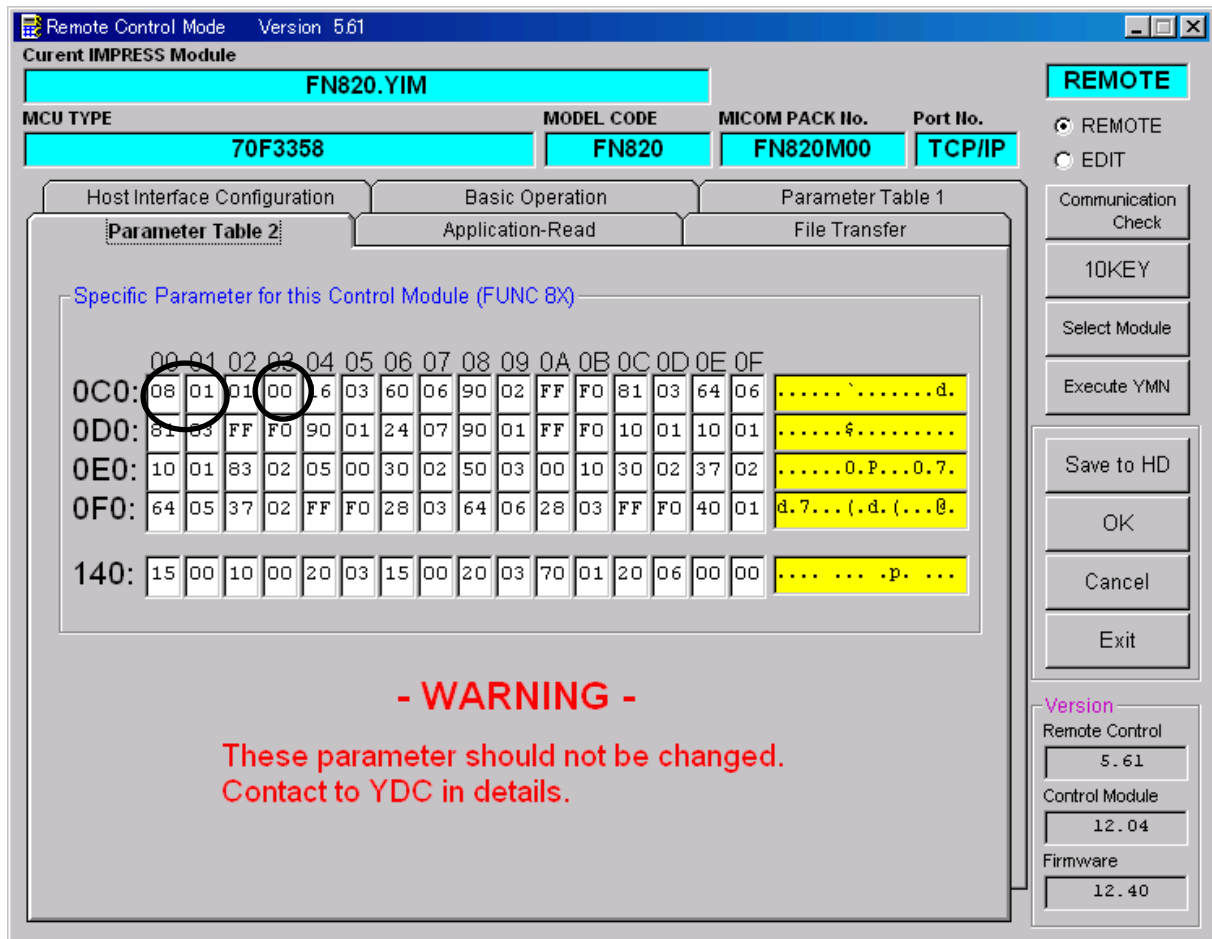 Remote Control Mode Version 5.61
Curent IMPRESS Module
FN820.YIM
MCU TYPE MODEL CODE MICOM PACK No. Port No.
70F3358 FN820 FN820M00 TCP/IP
REMOTE
REMOTE
EDIT
Host Interface Configuration Basic Operation Parameter Table 1
Parameter Table 2 Application-Read File Transfer
Specific Parameter for this Control Module (FUNC 8X)
00 01 02 03 04 05 06 07 08 09 0A 0B 0C 0D 0E 0F
0C0: 08 01 01 00 16 03 60 06 90 02 FF F0 81 03 64 06 ......`.......d.
0D0: 81 03 FF F0 90 01 24 07 90 01 FF F0 10 01 10 01 ......$.........
0E0: 10 01 83 02 05 00 30 02 50 03 00 10 30 02 37 02 ......0.P...0.7.
0F0: 64 05 37 02 FF F0 28 03 64 06 28 03 FF F0 40 01 d.7...(.d.(...@.
140: 15 00 10 00 20 03 15 00 20 03 70 01 20 06 00 00 .... ... .p. ...
- WARNING -
These parameter should not be changed.
Contact to YDC in details.
Communication
Check
10KEY
Select Module
Execute YMN
Save to HD
OK
Cancel
Exit
Version
Remote Control
5.61
Control Module
12.04
Firmware
12.40